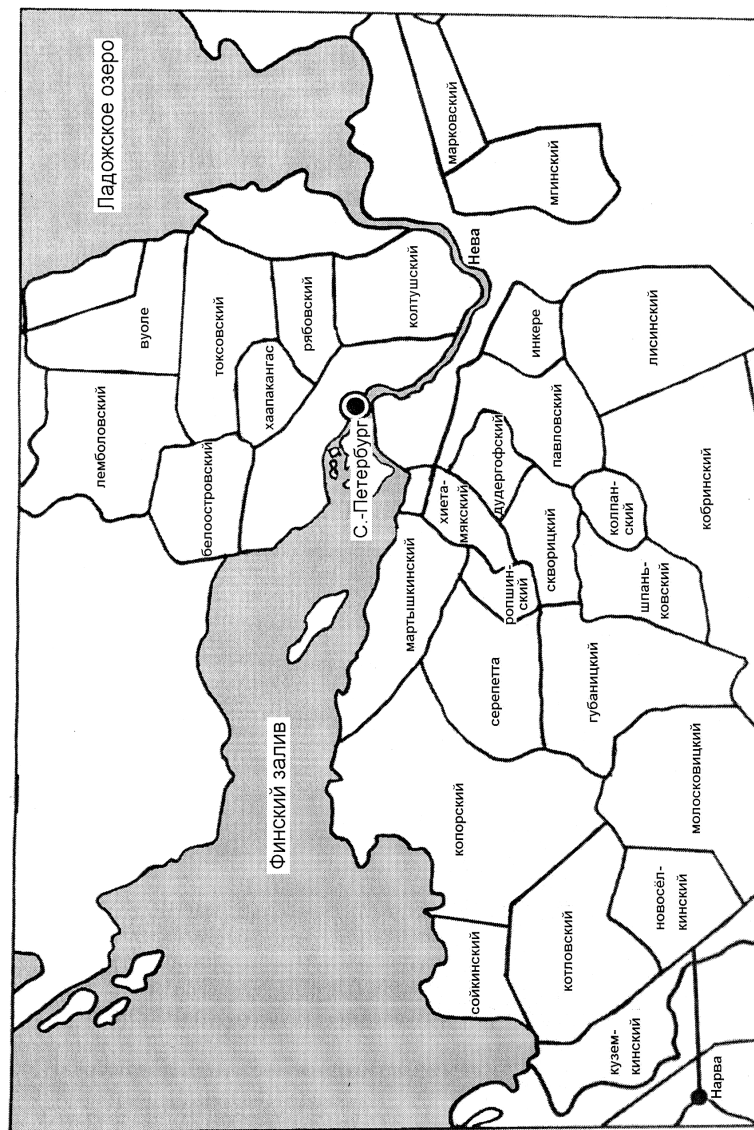 Ладожское озеро
марковский
мгинский
Нева
вуоле
токсовский
рябовский
колтушский
хаапакангас
лемболовский
белоостровский
С.-Петербург
инкере
лисинский
павловский
дудергофский
хиета-
мякский
колпан-
ский
кобринский
скворицкий
ропшин-
ский
шпань-
ковский
мартышкинский
серепетта
губаницкий
Финский залив
копорский
молосковицкий
новосёл-
кинский
сойкинский
котловский
кузем-
кинский
Нарва